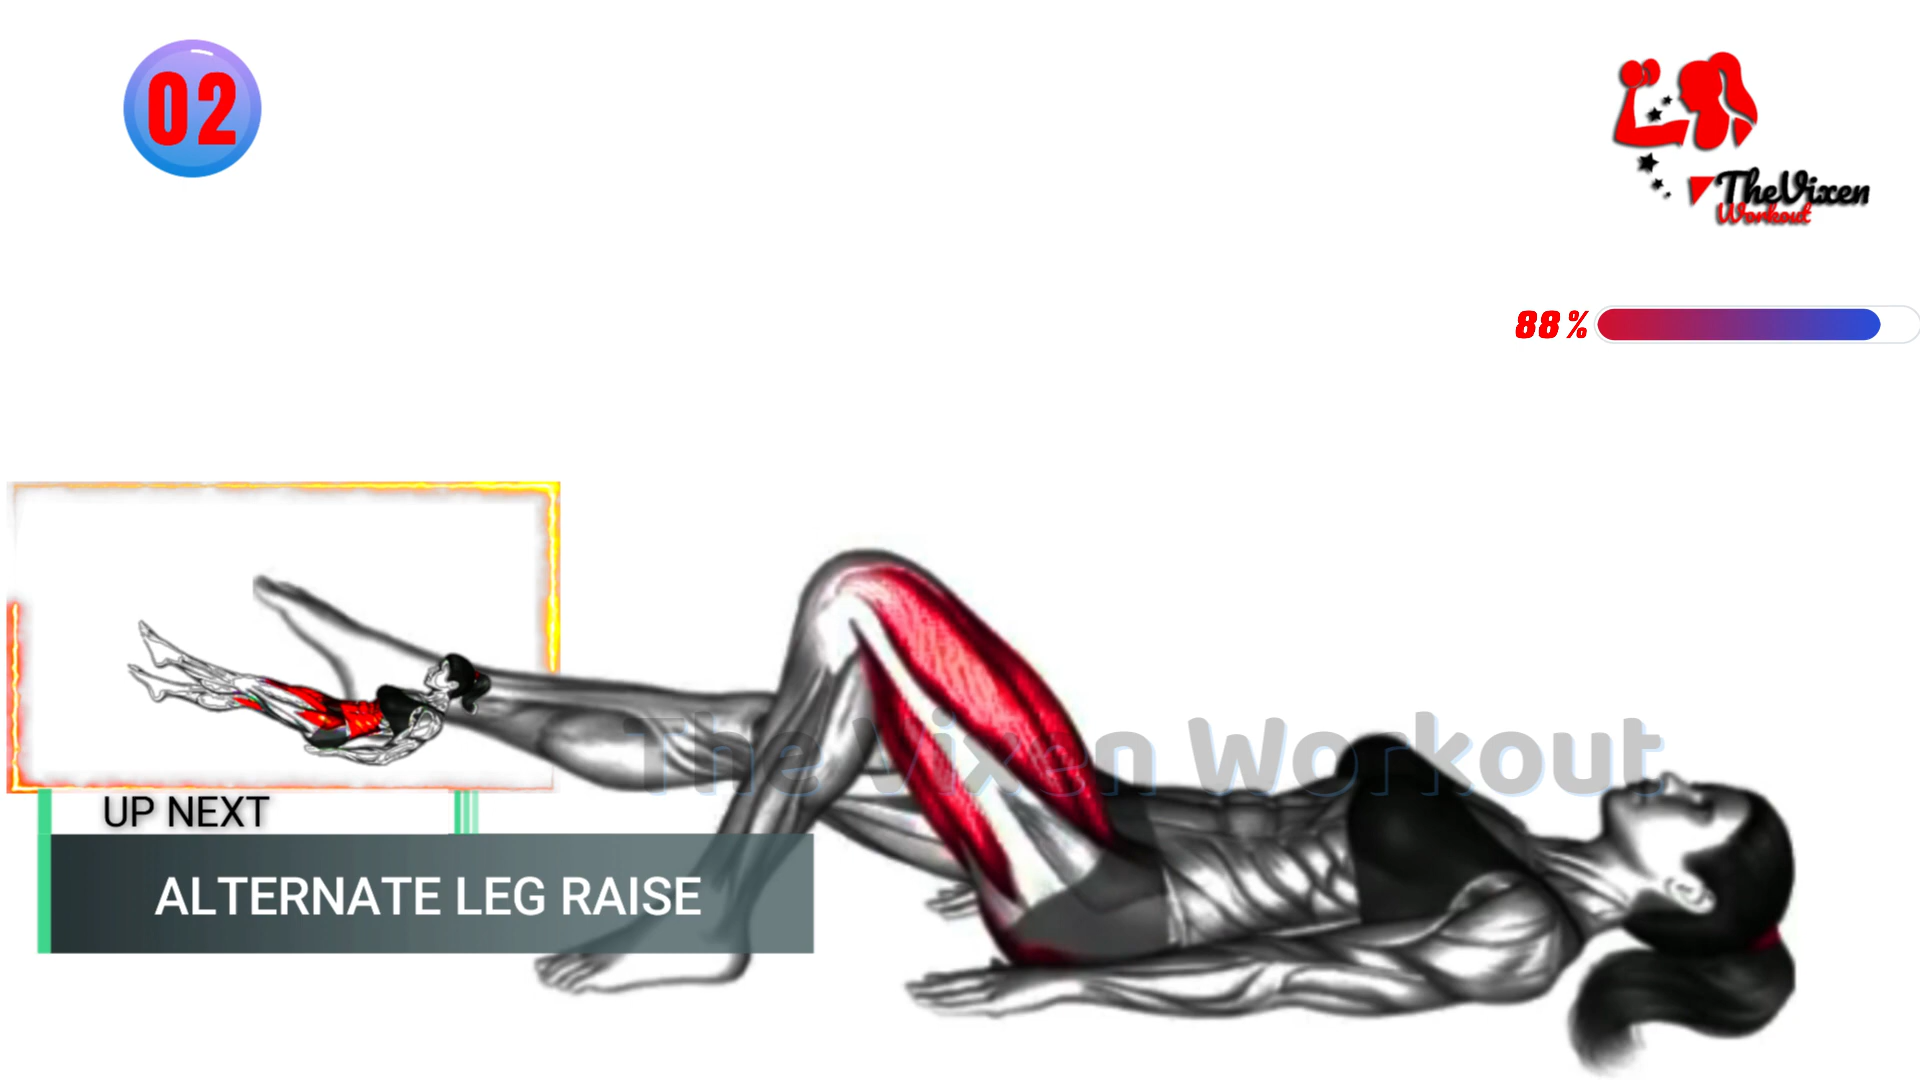 02
TheVixen
Workout
88%
The Vixen Workout
UP NEXT
ALTERNATE LEG RAISE